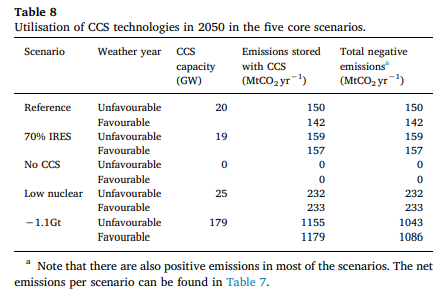 Table 8
Utilisation of CCS technologies in 2050 in the five core scenarios.
Scenario Weather year CCS Emissions stored Total negative
capacity with CCS emissionsᵃ
(GW) (MtCO₂ yr⁻¹) (MtCO₂ yr⁻¹)
Reference Unfavourable 20 150 150
Favourable 142 142
70% IRES Unfavourable 19 159 159
Favourable 157 157
No CCS Unfavourable 0 0 0
Favourable 0 0
Low nuclear Unfavourable 25 232 232
Favourable 233 233
−1.1Gt Unfavourable 179 1155 1043
Favourable 1179 1086
ᵃ Note that there are also positive emissions in most of the scenarios. The net
emissions per scenario can be found in Table 7.